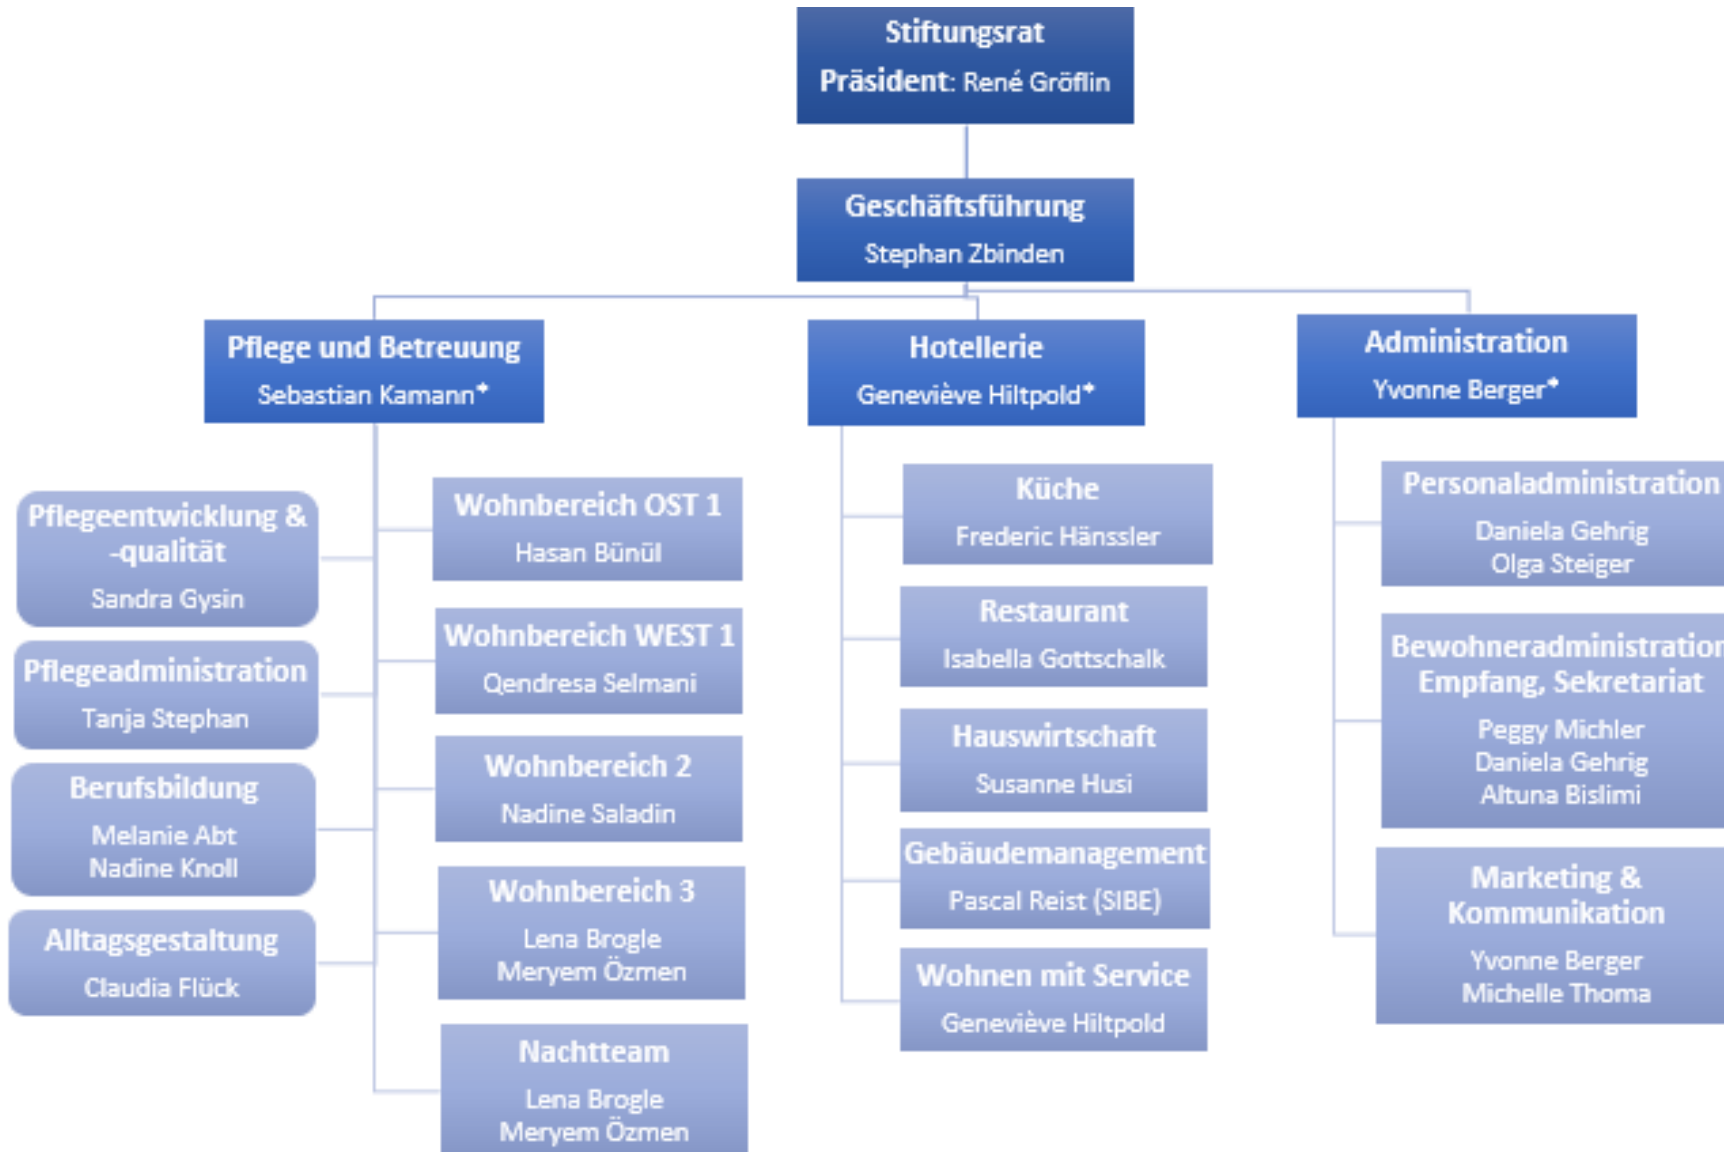 Stiftungsrat
Präsident: René Gröflin
Geschäftsführung
Stephan Zbinden
Pflege und Betreuung
Sebastian Kamann*
Pflegeentwicklung &
-qualität
Sandra Gysin
Pflegeadministration
Tanja Stephan
Berufsbildung
Melanie Abt
Nadine Knoll
Alltagsgestaltung
Claudia Flück
Wohnbereich OST 1
Hasan Bünül
Wohnbereich WEST 1
Qendresa Selmani
Wohnbereich 2
Nadine Saladin
Wohnbereich 3
Lena Brogle
Meryem Özmen
Nachtteam
Lena Brogle
Meryem Özmen
Hotellerie
Geneviève Hiltpold*
Küche
Frederic Hänssler
Restaurant
Isabella Gottschalk
Hauswirtschaft
Susanne Husi
Gebäudemanagement
Pascal Reist (SIBE)
Wohnen mit Service
Geneviève Hiltpold
Administration
Yvonne Berger*
Personaladministration
Daniela Gehrig
Olga Steiger
Bewohneradministration
Empfang, Sekretariat
Peggy Michler
Daniela Gehrig
Altuna Bislimi
Marketing &
Kommunikation
Yvonne Berger
Michelle Thoma